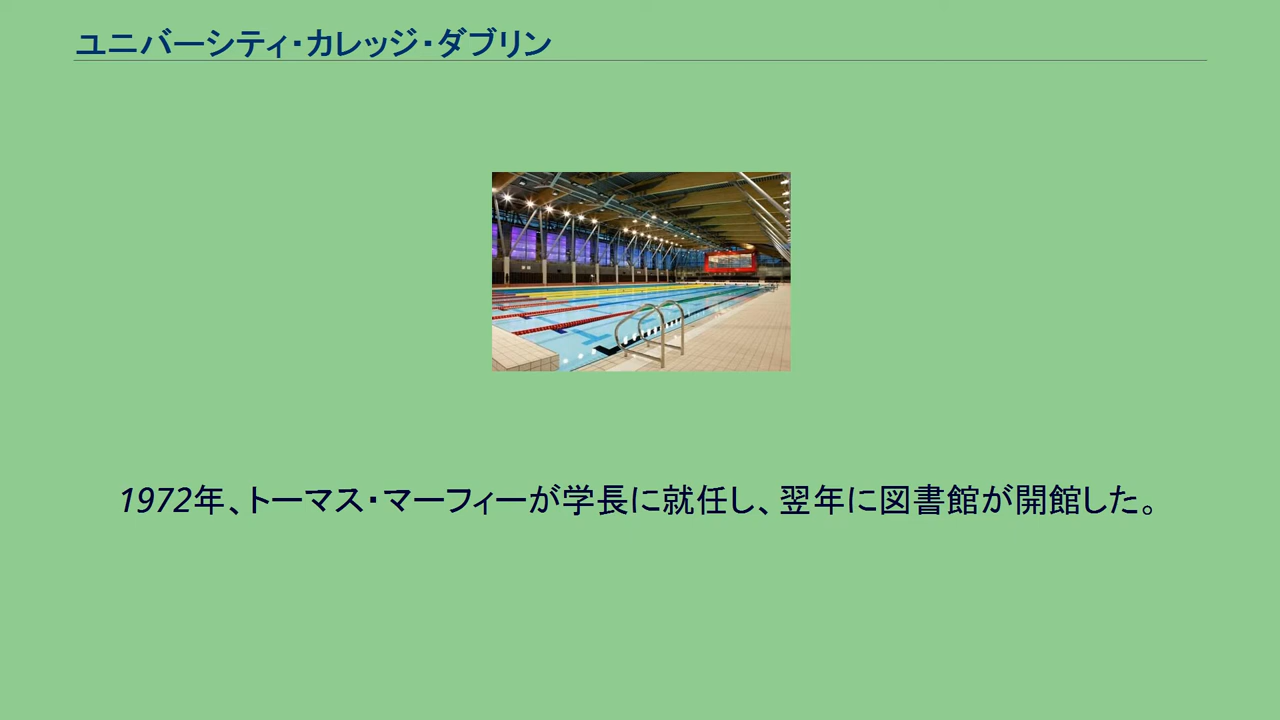 ユニバーシティ・カレッジ・ダブリン
1972年、トーマス・マーフィーが学長に就任し、翌年に図書館が開館した。